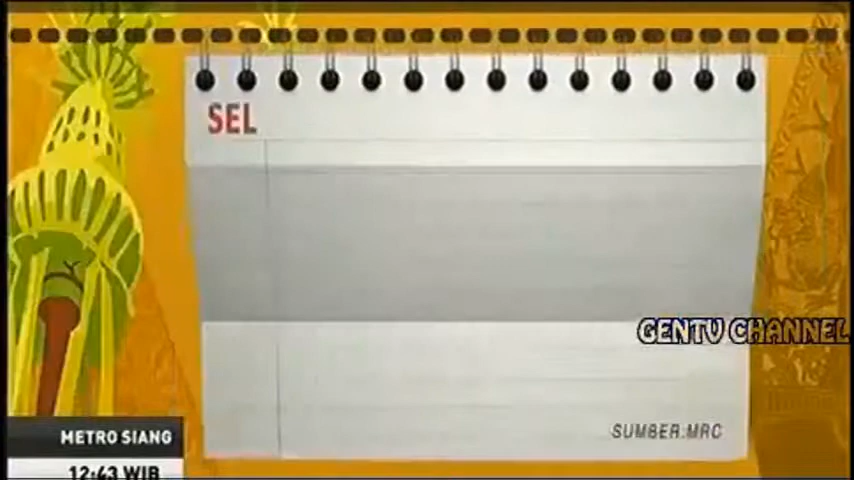 SEL
GENTV CHANNEL
SUMBER:MRC
METRO SIANG
12:43 WIB